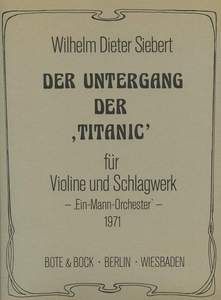 Wilhelm Dieter Siebert
DER UNTERGANG
DER
‚TITANIC’
für
Violine und Schlagwerk
– ‚Ein-Mann-Orchester‘ –
1971
BOTE & BOCK · BERLIN · WIESBADEN